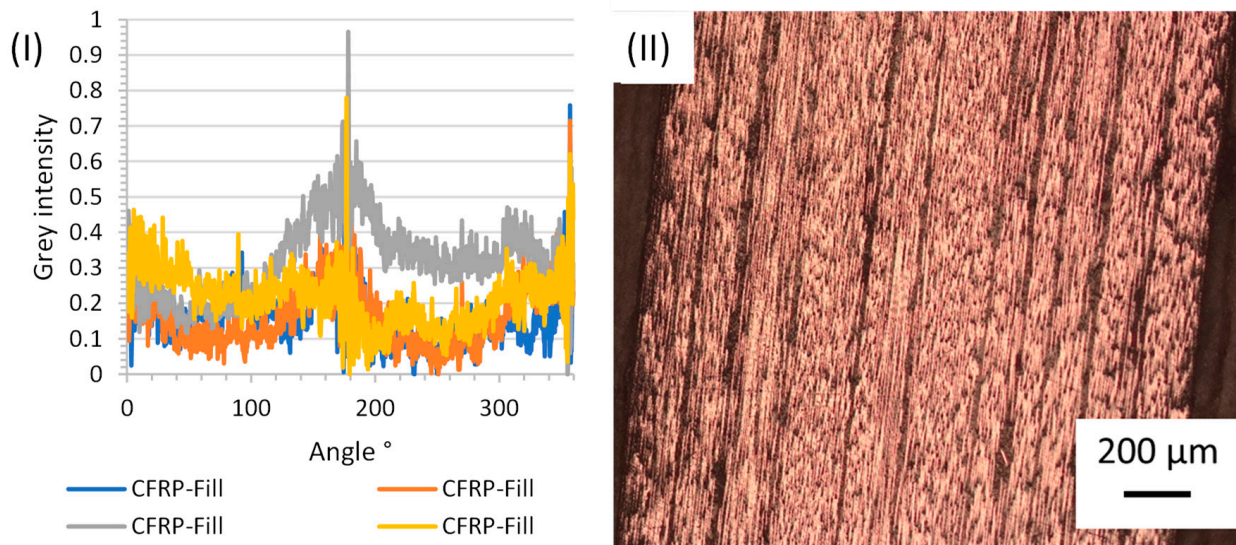 (I)
1
0.9
0.8
0.7
0.6
0.5
0.4
0.3
0.2
0.1
0
Grey intensity
0 100 200 300
Angle °
CFRP-Fill CFRP-Fill
CFRP-Fill CFRP-Fill
(II)
200 μm